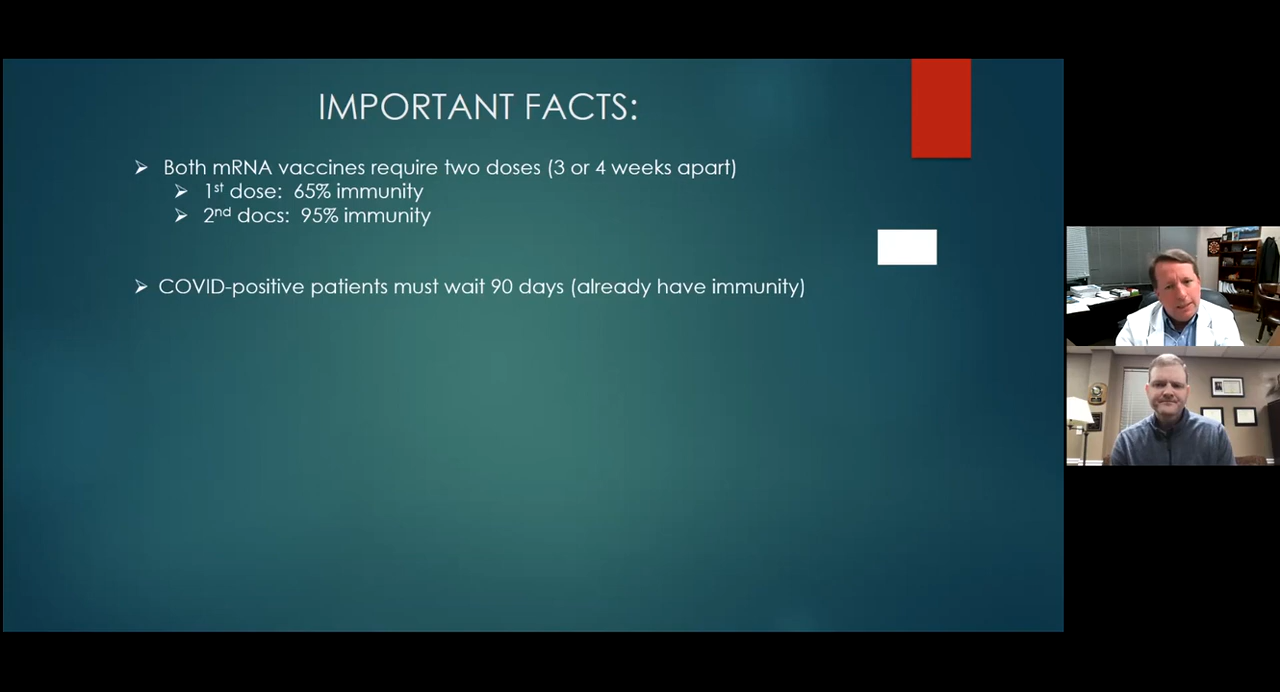 IMPORTANT FACTS:
➢ Both mRNA vaccines require two doses (3 or 4 weeks apart)
➢ 1st dose: 65% immunity
➢ 2nd docs: 95% immunity
➢ COVID-positive patients must wait 90 days (already have immunity)